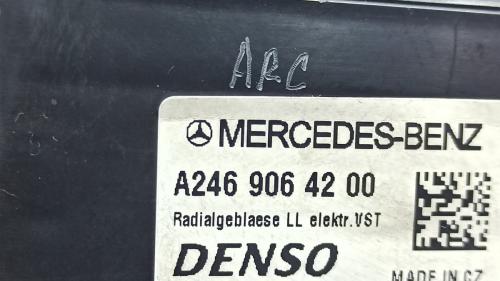 ARC
MERCEDES-BENZ
A246 906 42 00
Radialgeblaese LL elektr.VST
DENSO
MADE IN CZ